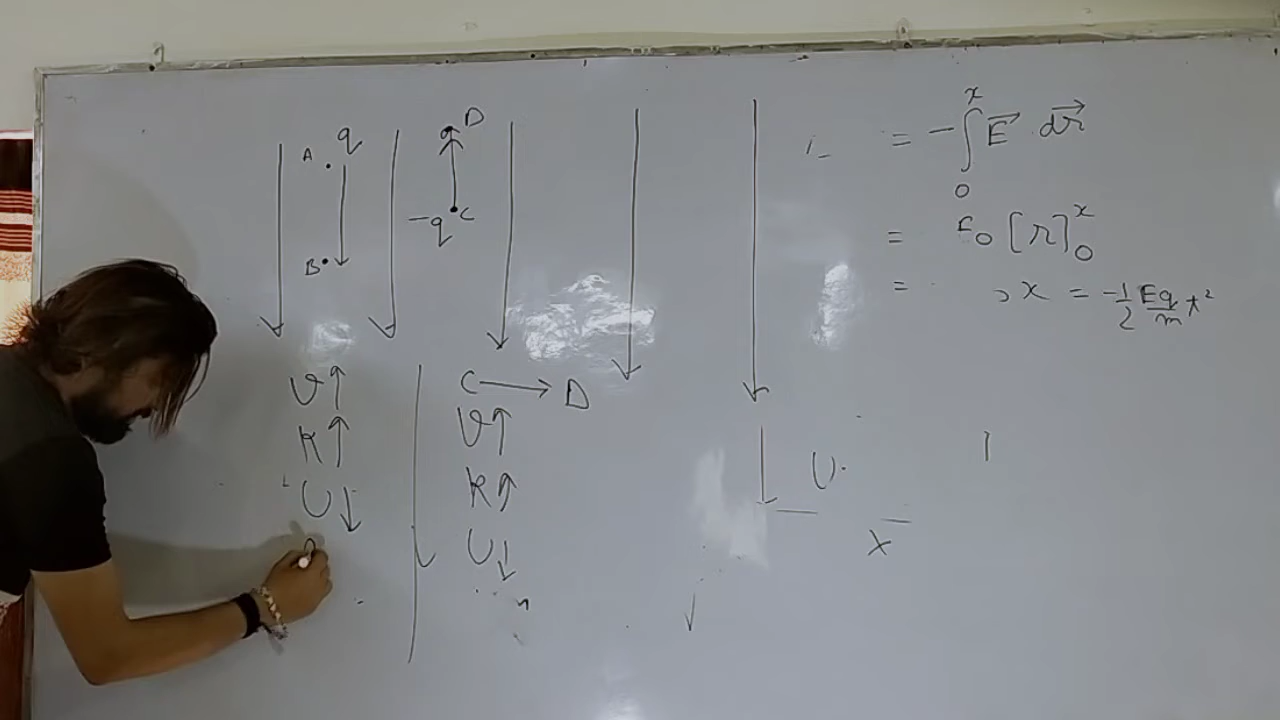 q
A .
B
D
-q C
= - ∫₀ˣ E⃗ . dr⃗
= E₀ [r]₀ˣ
= , x = -1/2 Eq/m t²
v↑
K↑
U↓
C → D
v↑
K↑
U↓
U
x